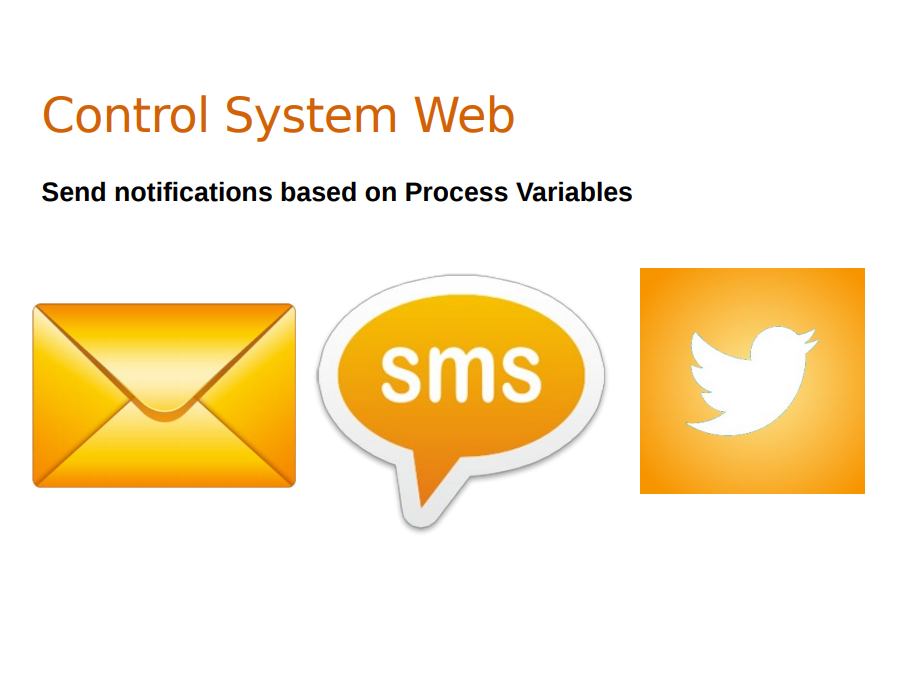 Control System Web
Send notifications based on Process Variables
sms